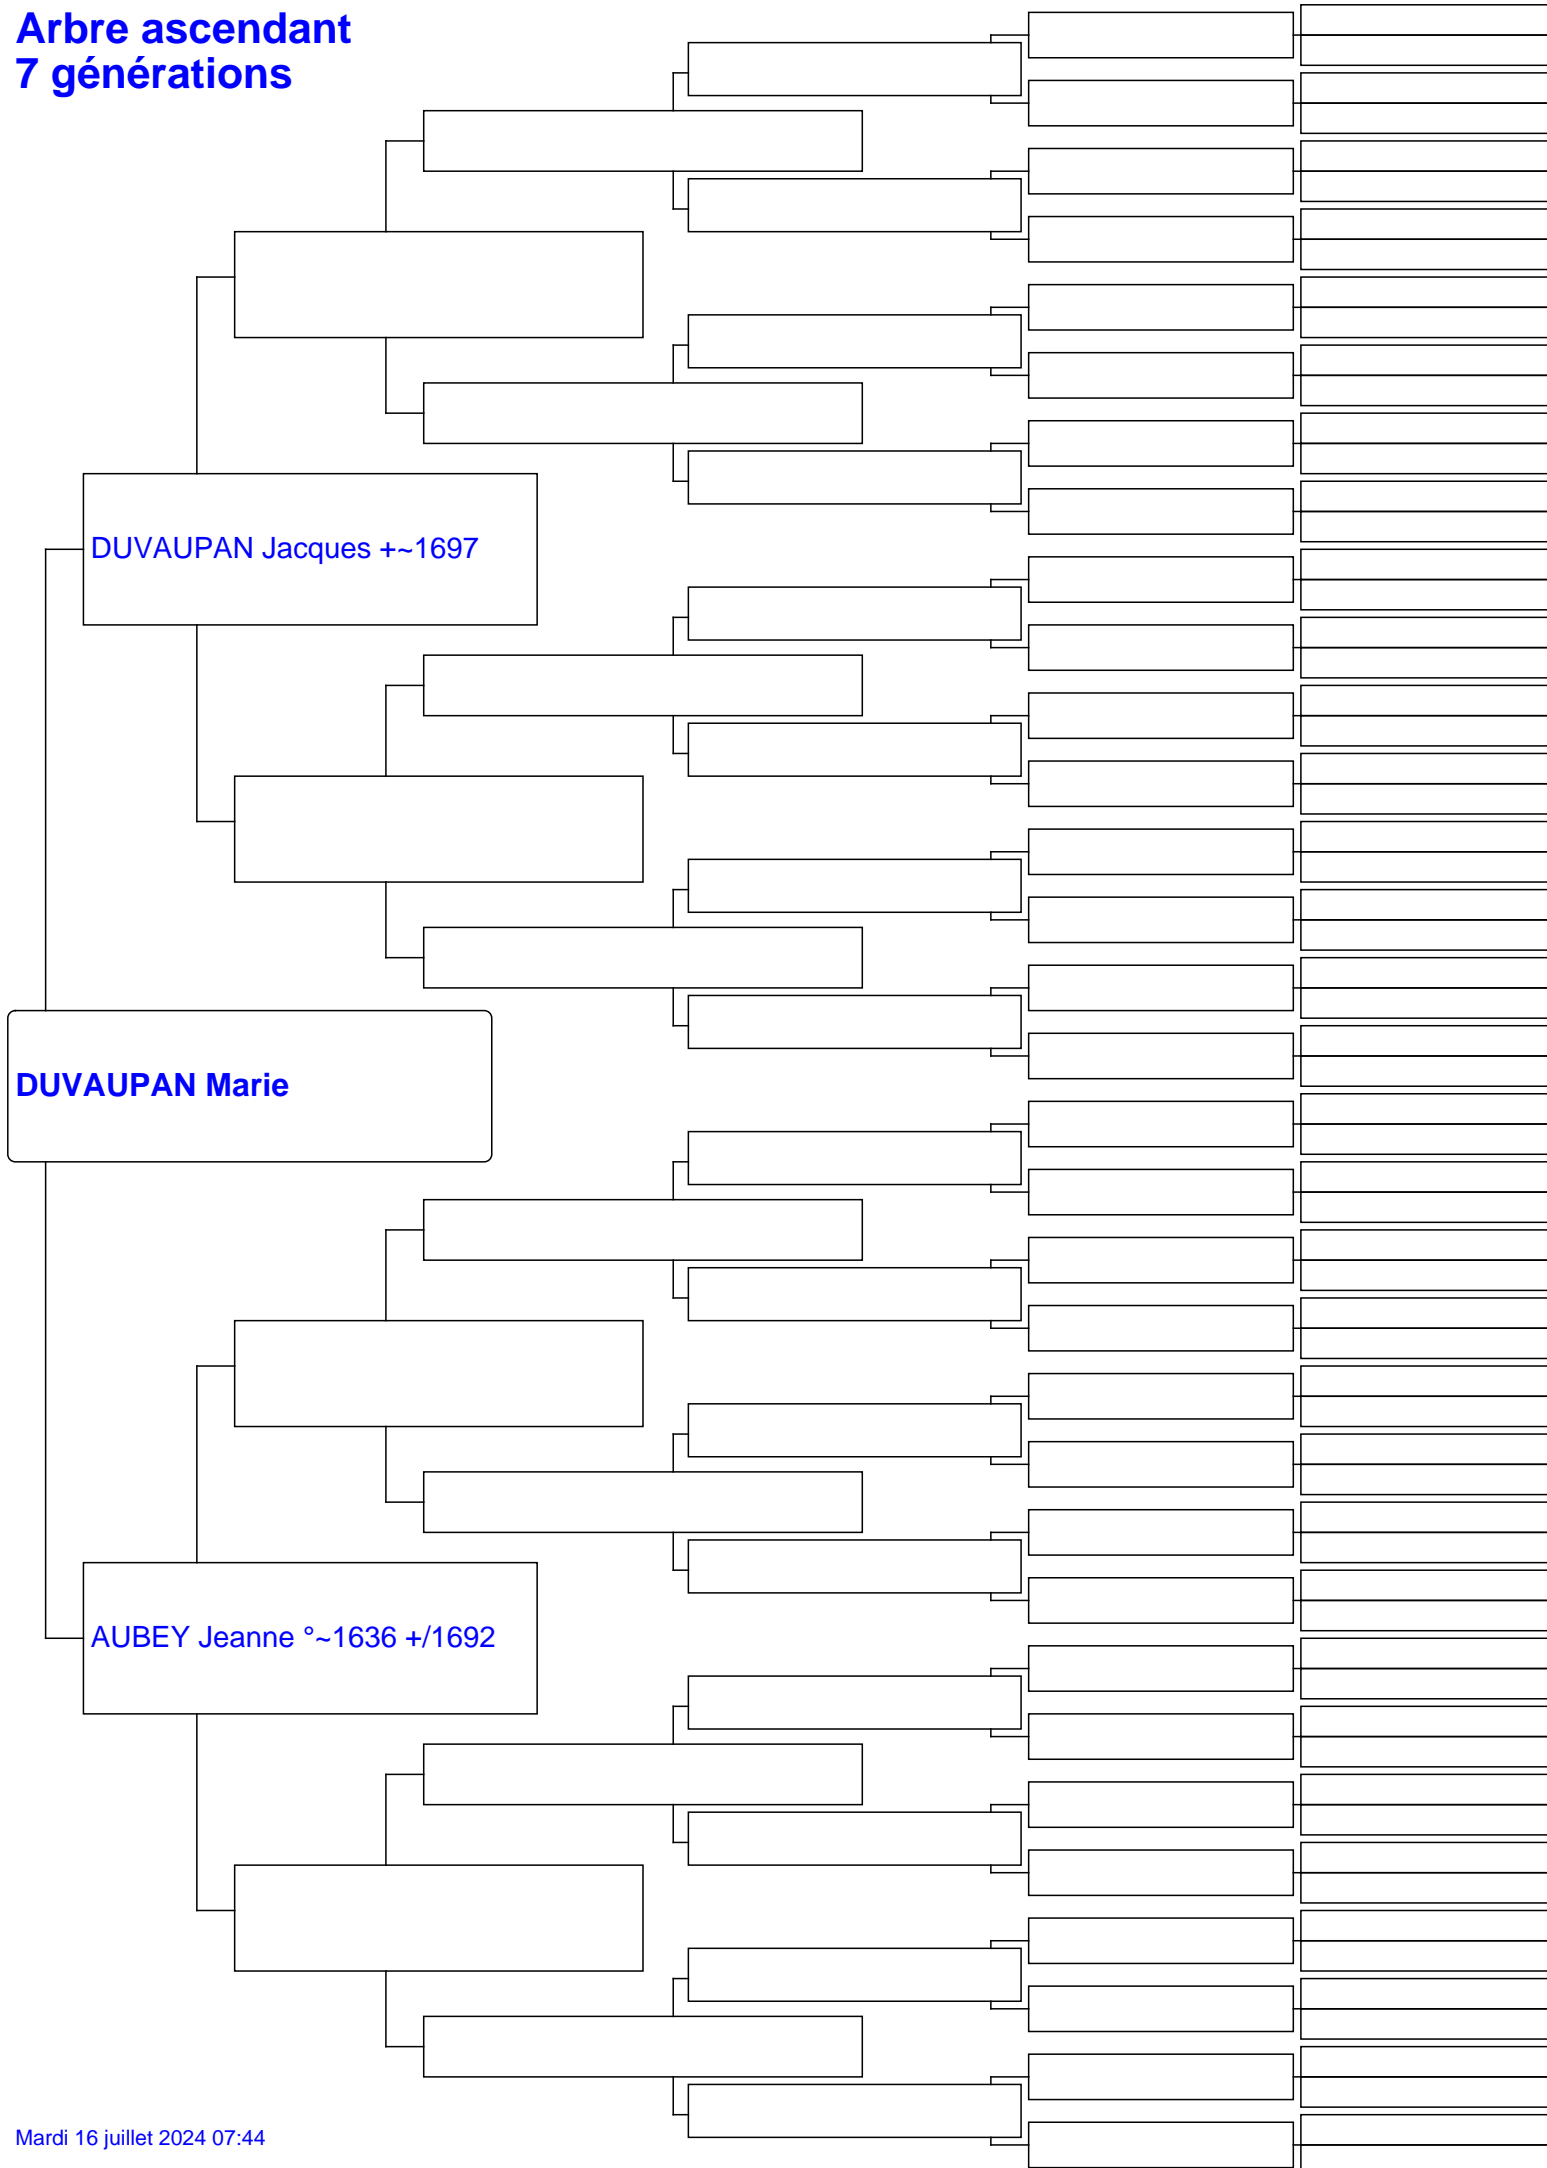 Arbre ascendant
7 générations
DUVAUPAN Jacques +~1697
DUVAUPAN Marie
AUBEY Jeanne °~1636 +/1692
Mardi 16 juillet 2024 07:44